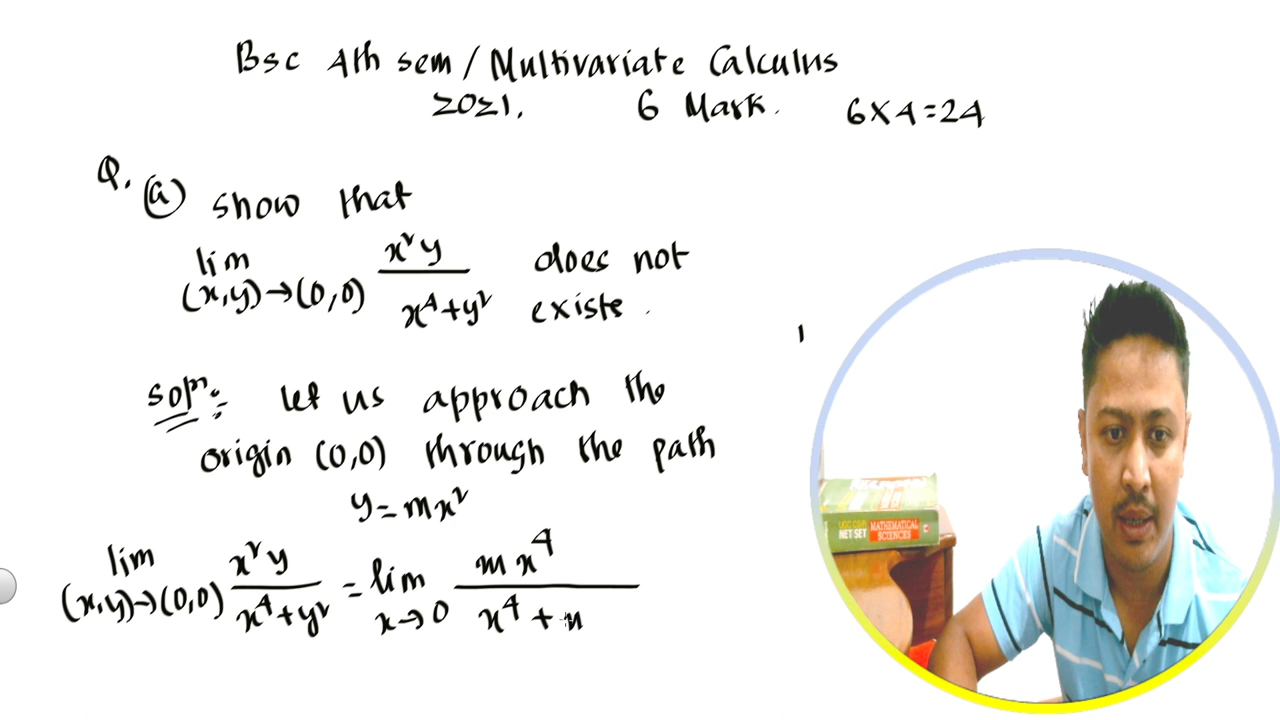 Bsc 4th sem / Multivariate Calculus
2021. 6 Mark. 6×4=24
Q. (a) show that
lim (x,y)→(0,0) x²y / x⁴+y² does not existe.
Solⁿ: let us approach the
origin (0,0) through the path
y=mx²
lim (x,y)→(0,0) x²y / x⁴+y² = lim x→0 mx⁴ / x⁴ +
UGC CSIR
NET SET MATHEMATICAL SCIENCES